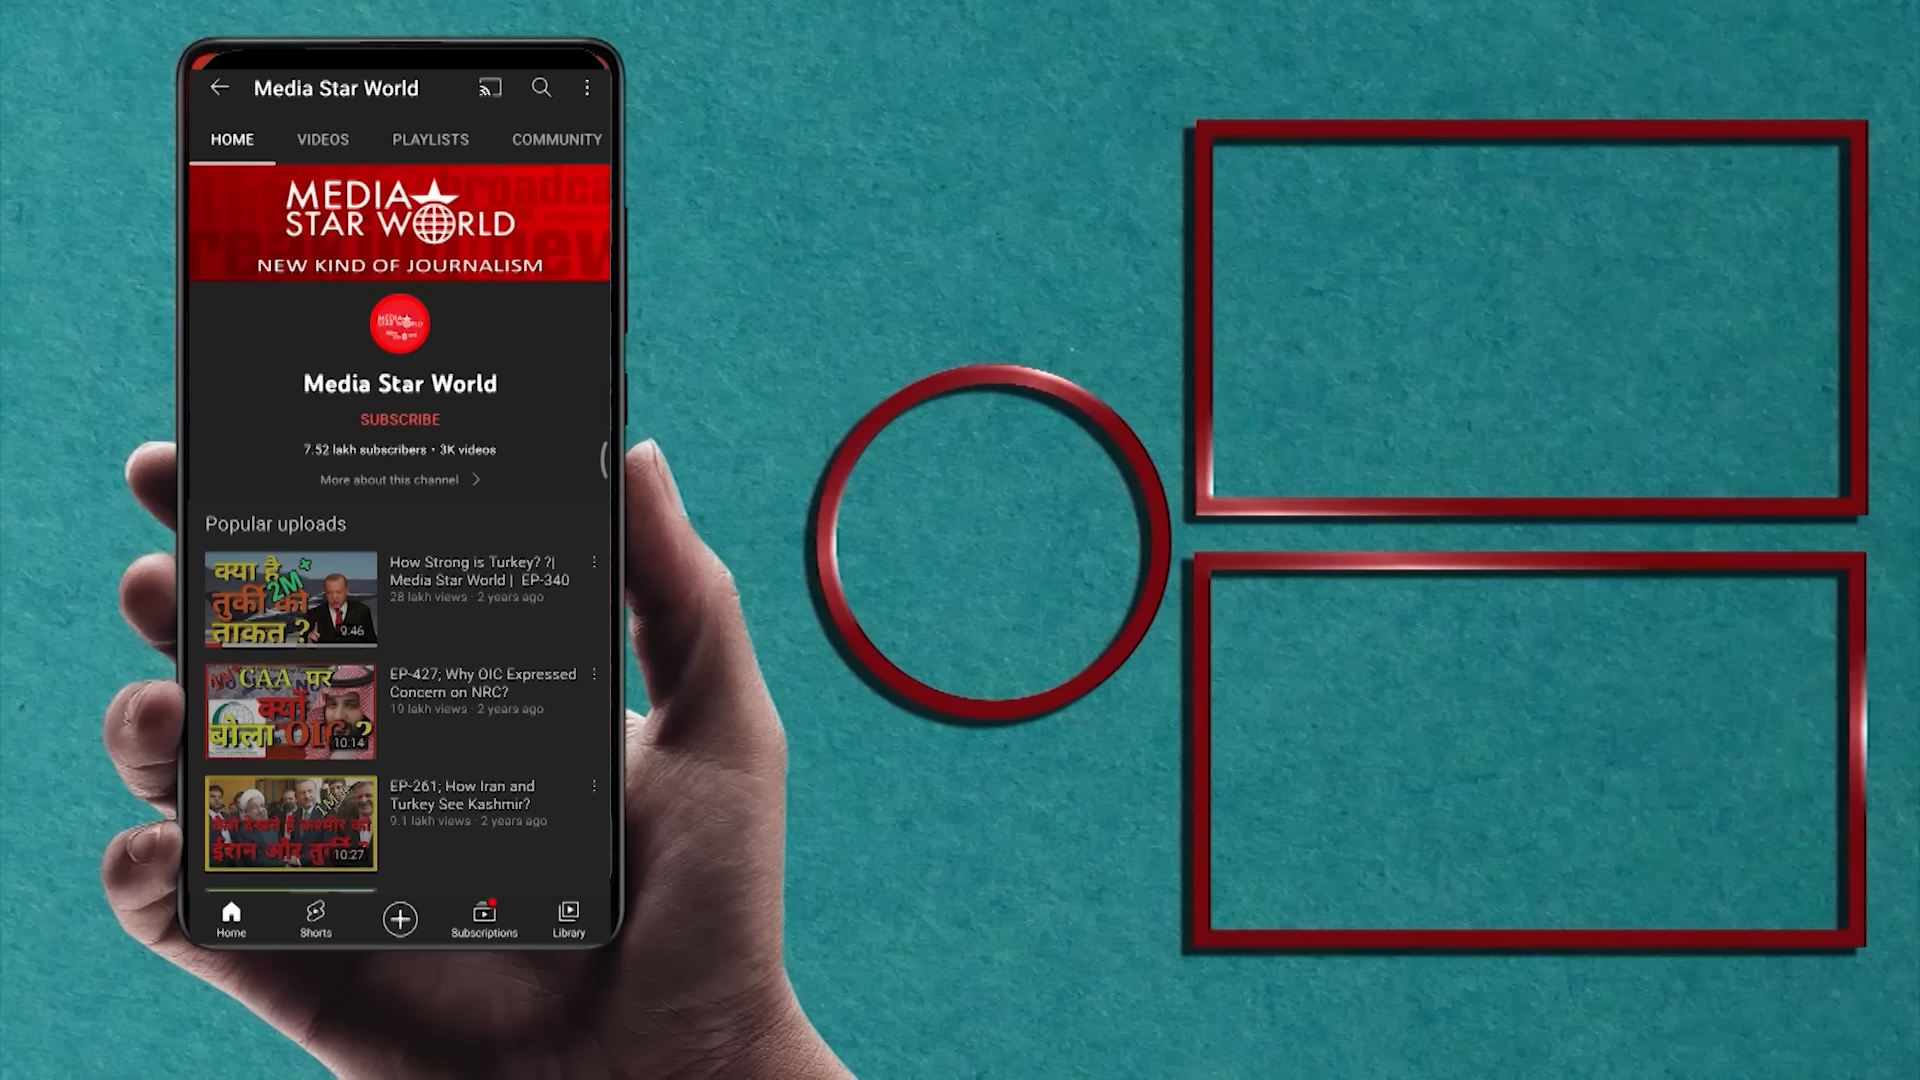 Media Star World
HOME VIDEOS PLAYLISTS COMMUNITY
MEDIA
STAR WORLD
NEW KIND OF JOURNALISM
Media Star World
SUBSCRIBE
7.52 lakh subscribers • 3K videos
More about this channel
Popular uploads
क्या है
2M+
तुर्की की
ताकत ?
9:46
How Strong is Turkey? ?|
Media Star World | EP-340
28 lakh views · 2 years ago
CAA पर
क्यों
बोला OIC ?
10:14
EP-427; Why OIC Expressed
Concern on NRC?
19 lakh views · 2 years ago
कैसे देखते है कश्मीर को
ईरान और तुर्की
10:27
EP-261; How Iran and
Turkey See Kashmir?
9.1 lakh views · 2 years ago
Home Shorts Subscriptions Library